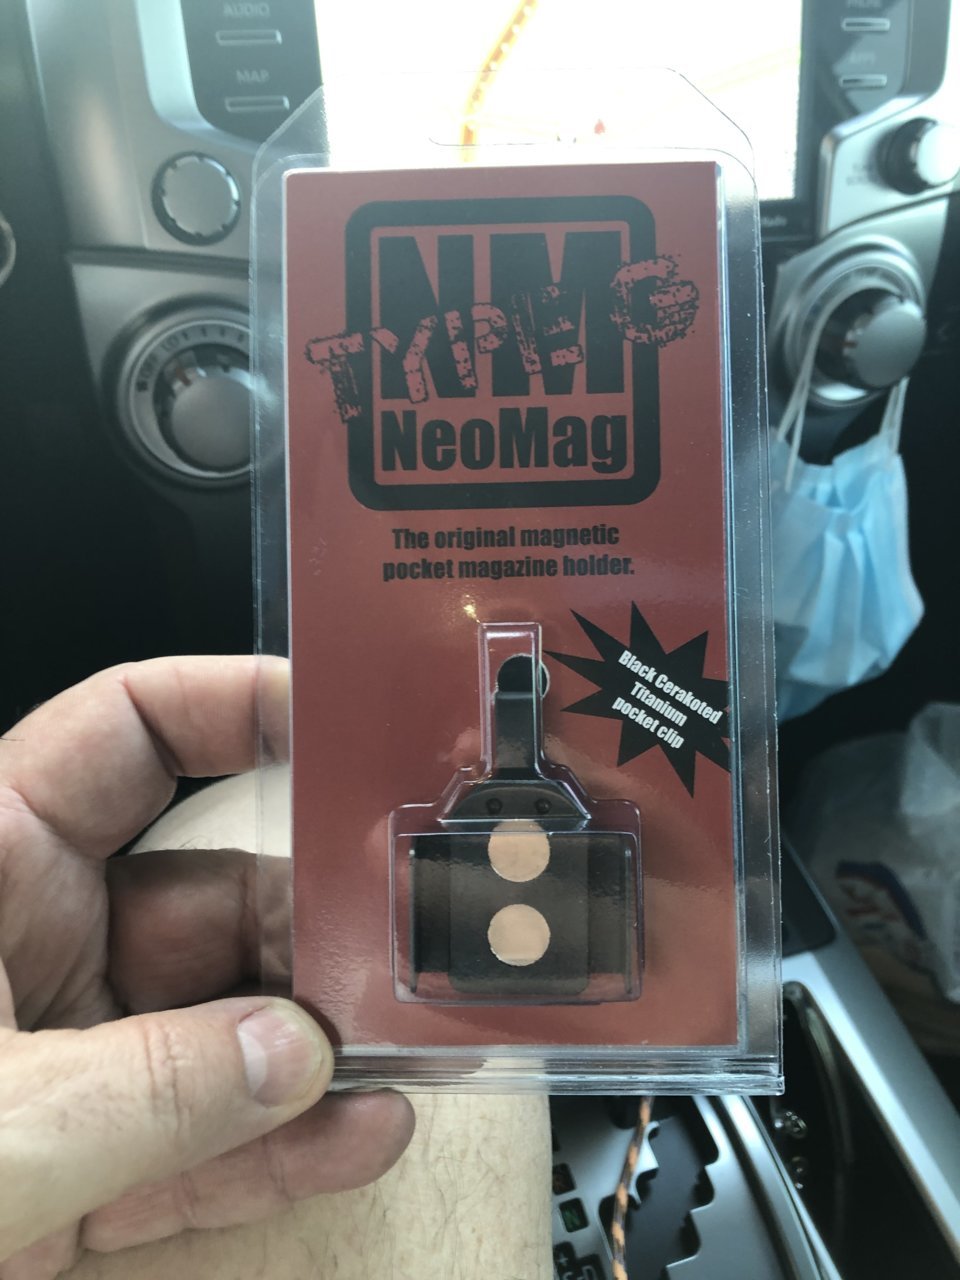 AUDIO
MAP
NM
TYPE G
NeoMag
The original magnetic
pocket magazine holder.
Black Cerakoted
Titanium
pocket clip